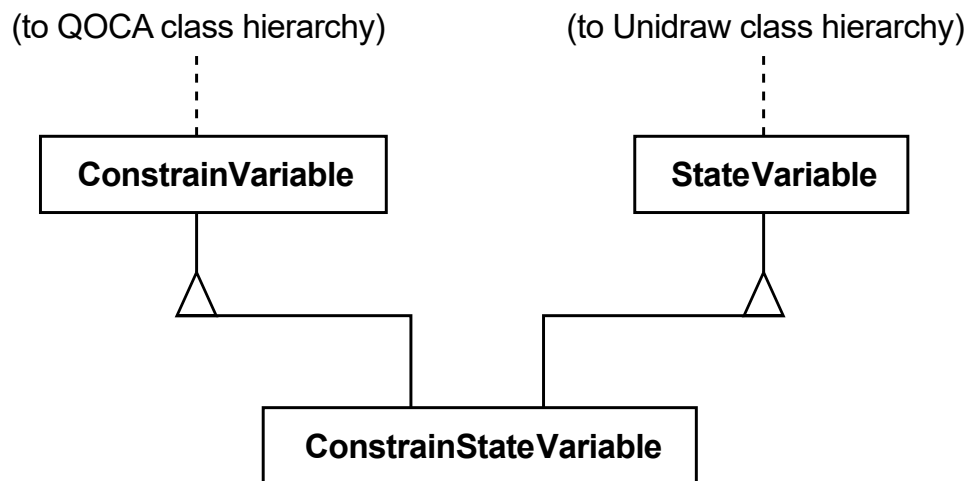 (to QOCA class hierarchy)
(to Unidraw class hierarchy)
ConstrainVariable
StateVariable
ConstrainStateVariable